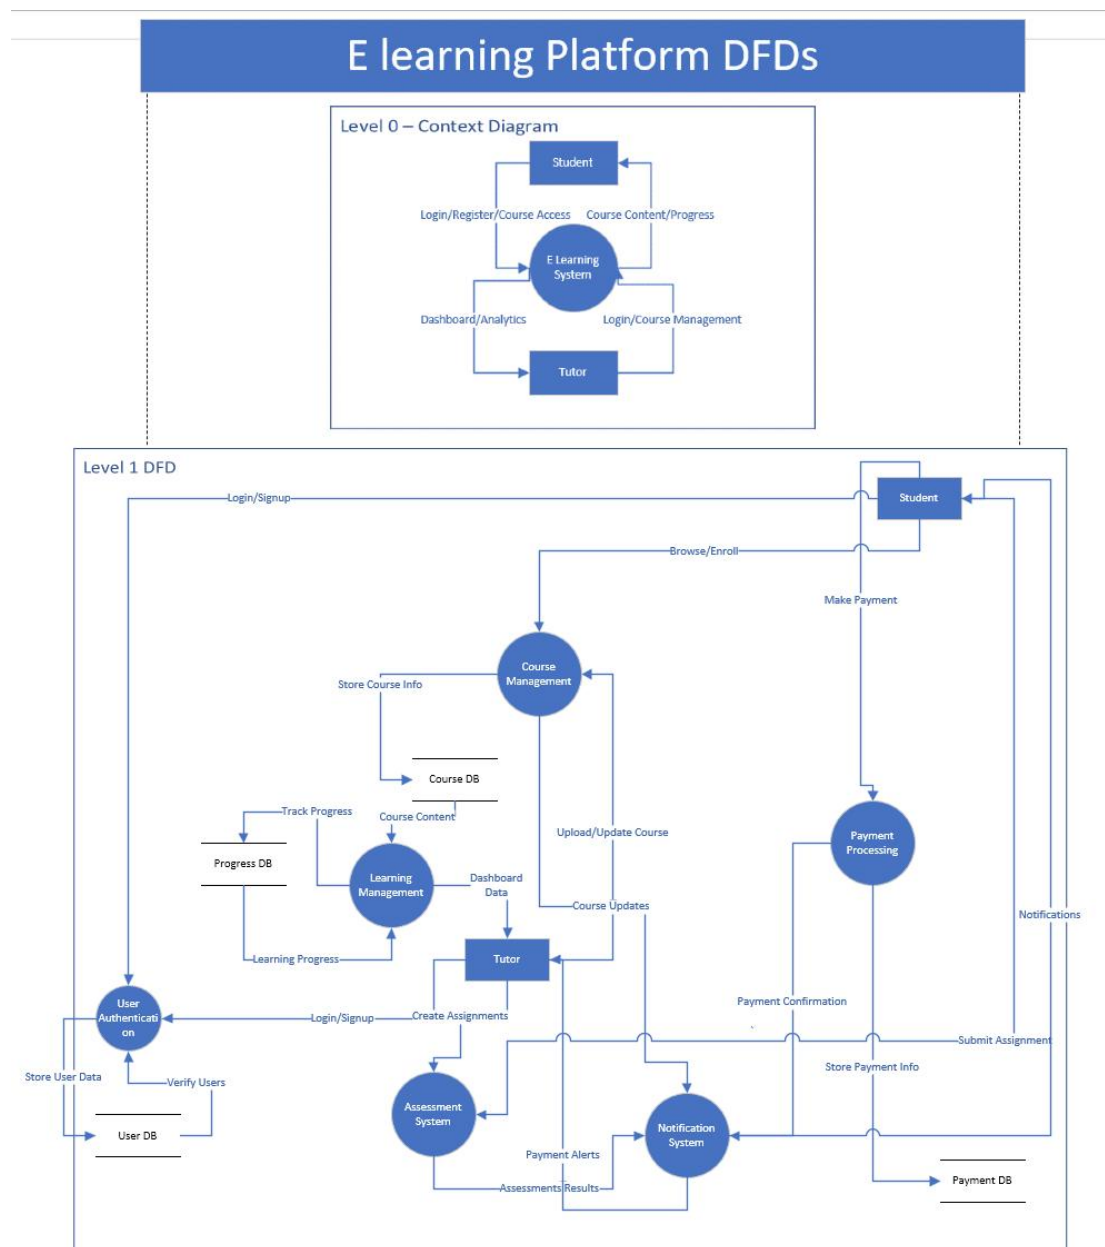 E learning Platform DFDs
Level 0 – Context Diagram
Student
Login/Register/Course Access
Course Content/Progress
E Learning
System
Dashboard/Analytics
Login/Course Management
Tutor
Level 1 DFD
Login/Signup
Student
Browse/Enroll
Make Payment
Course
Management
Store Course Info
Course DB
Track Progress
Course Content
Upload/Update Course
Payment
Processing
Progress DB
Learning
Management
Dashboard
Data
Course Updates
Notifications
Learning Progress
Tutor
User
Authenticati
on
Login/Signup
Create Assignments
Payment Confirmation
Submit Assignment
Store User Data
Verify Users
Store Payment Info
Assessment
System
User DB
Notification
System
Payment Alerts
Assessments Results
Payment DB